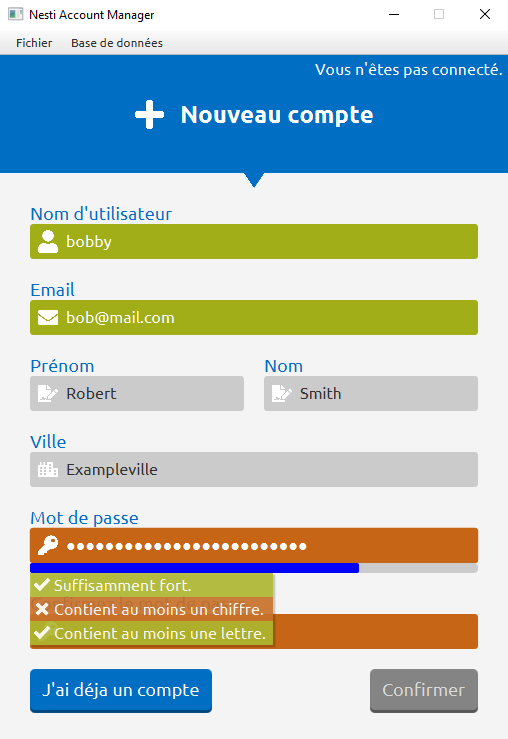 Nesti Account Manager
Fichier Base de données
Vous n'êtes pas connecté.
Nouveau compte
Nom d'utilisateur
bobby
Email
bob@mail.com
Prénom Nom
Robert Smith
Ville
Exampleville
Mot de passe
Suffisamment fort.
Contient au moins un chiffre.
Contient au moins une lettre.
J'ai déja un compte Confirmer